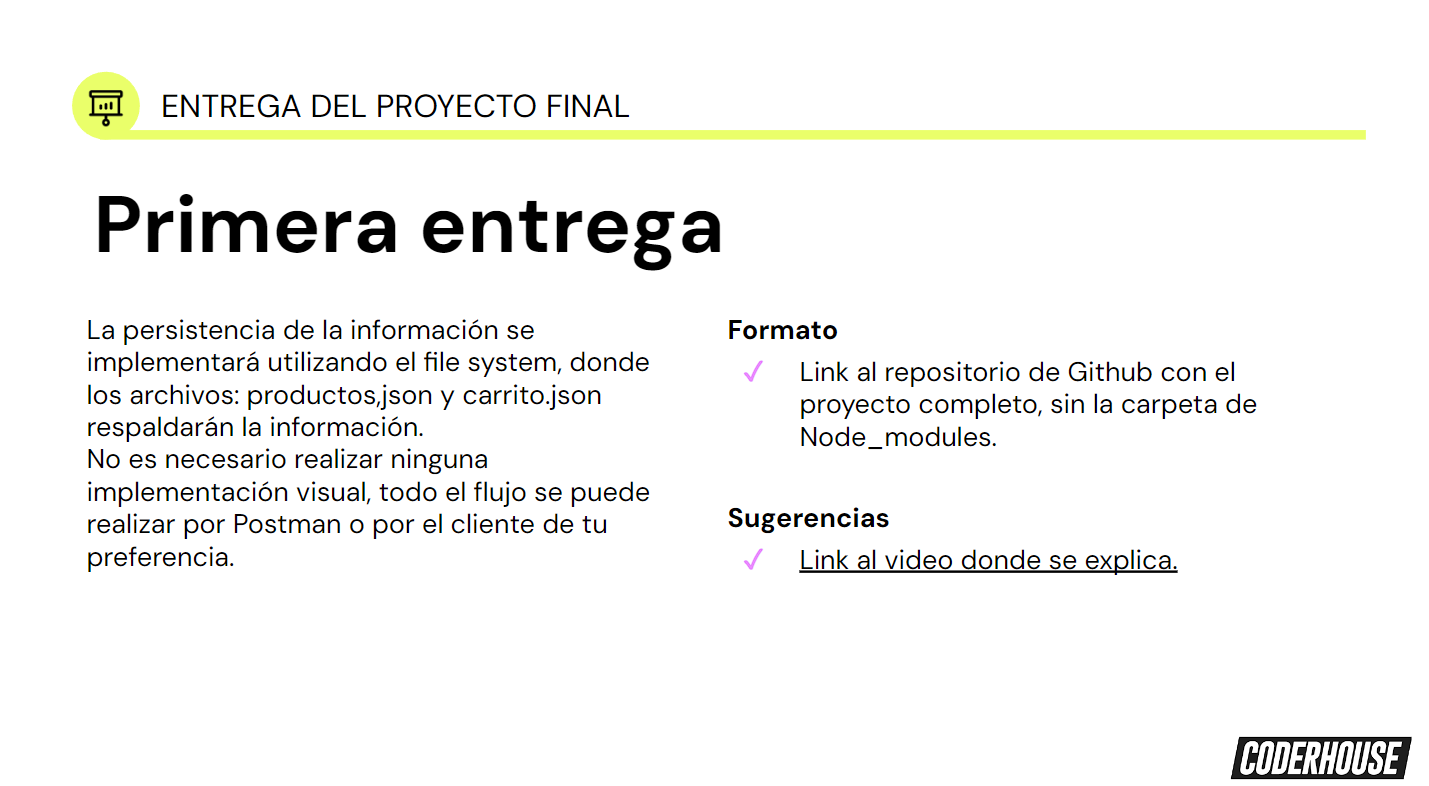 ENTREGA DEL PROYECTO FINAL
Primera entrega
La persistencia de la información se
implementará utilizando el file system, donde
los archivos: productos,json y carrito.json
respaldarán la información.
No es necesario realizar ninguna
implementación visual, todo el flujo se puede
realizar por Postman o por el cliente de tu
preferencia.
Formato
✓ Link al repositorio de Github con el
proyecto completo, sin la carpeta de
Node_modules.
Sugerencias
✓ Link al video donde se explica.
CODERHOUSE